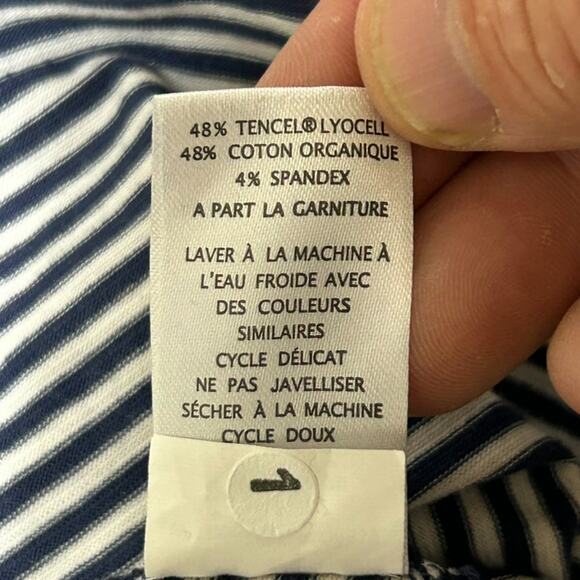 48% TENCEL® LYOCELL
48% COTON ORGANIQUE
4% SPANDEX
A PART LA GARNITURE
LAVER À LA MACHINE À
L'EAU FROIDE AVEC
DES COULEURS
SIMILAIRES
CYCLE DÉLICAT
NE PAS JAVELLISER
SÉCHER À LA MACHINE
CYCLE DOUX
1